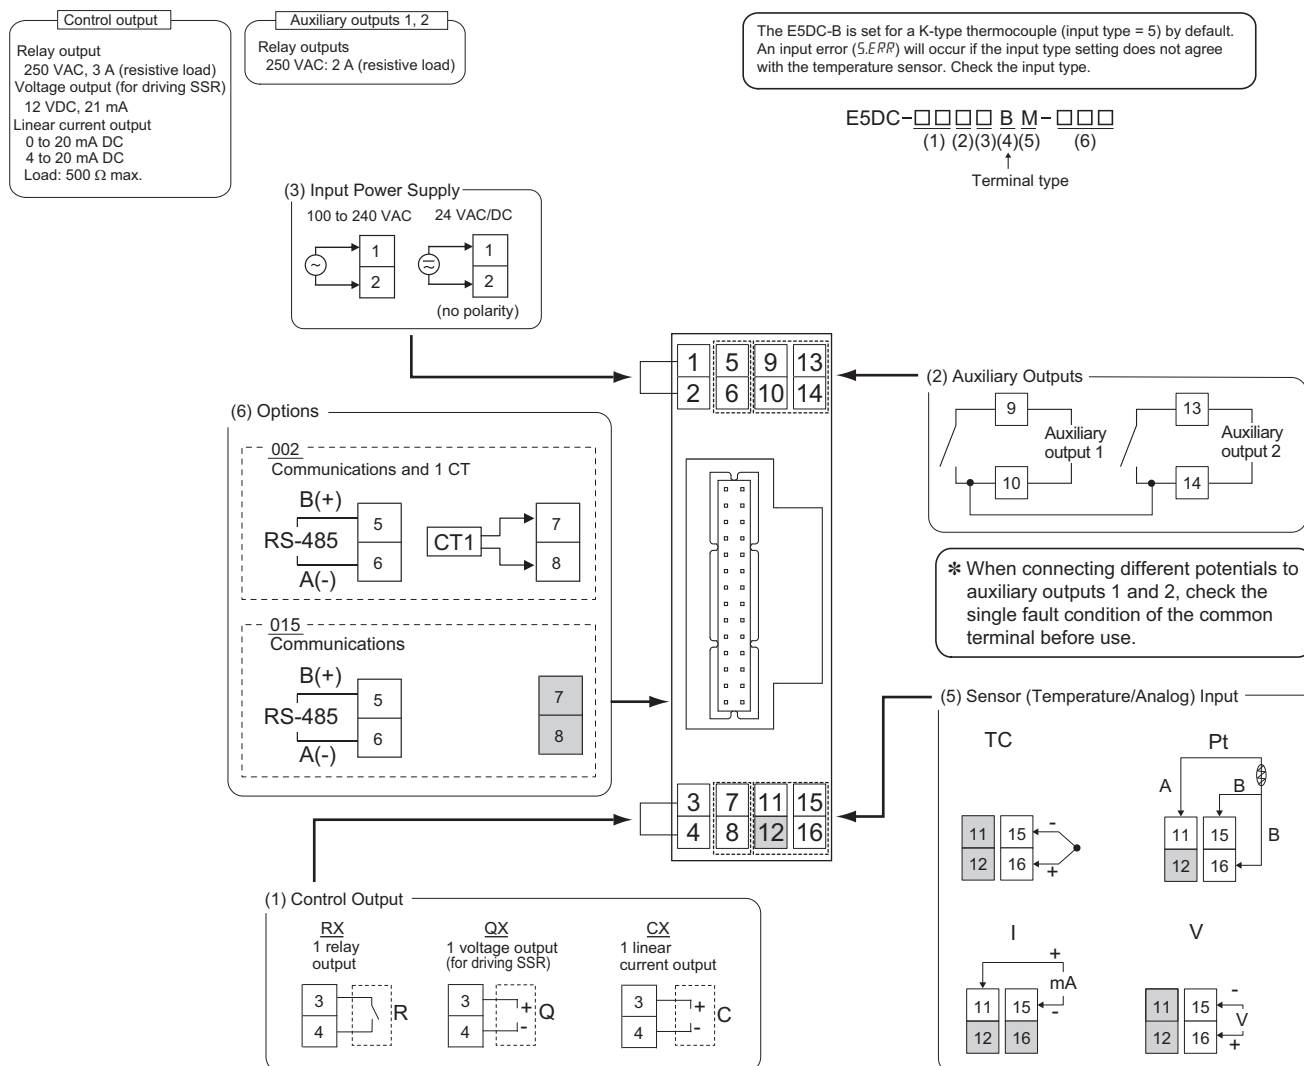 Control output
Relay output
250 VAC, 3 A (resistive load)
Voltage output (for driving SSR)
12 VDC, 21 mA
Linear current output
0 to 20 mA DC
4 to 20 mA DC
Load: 500 Ω max.
Auxiliary outputs 1, 2
Relay outputs
250 VAC: 2 A (resistive load)
The E5DC-B is set for a K-type thermocouple (input type = 5) by default.
An input error (S.ERR) will occur if the input type setting does not agree
with the temperature sensor. Check the input type.
E5DC-□□□□ B M-□□□
(1) (2)(3)(4)(5) (6)
Terminal type
(3) Input Power Supply
100 to 240 VAC 24 VAC/DC
1 1
2 2
(no polarity)
1 5 9 13
2 6 10 14
(2) Auxiliary Outputs
9 13
Auxiliary output 1
Auxiliary output 2
10 14
✽ When connecting different potentials to
auxiliary outputs 1 and 2, check the
single fault condition of the common
terminal before use.
(6) Options
002
Communications and 1 CT
B(+)
5
RS-485
6
A(-)
CT1
7
8
015
Communications
B(+)
5
RS-485
6
A(-)
7
8
3 7 11 15
4 8 12 16
(5) Sensor (Temperature/Analog) Input
TC
11 15 -
12 16 +
Pt
A B
11 15 B
12 16
I
+
mA
11 15 -
12 16
V
11 15 -
V
12 16 +
(1) Control Output
RX
1 relay
output
3
R
4
QX
1 voltage output
(for driving SSR)
3 +
Q
4 -
CX
1 linear
current output
3 +
C
4 -